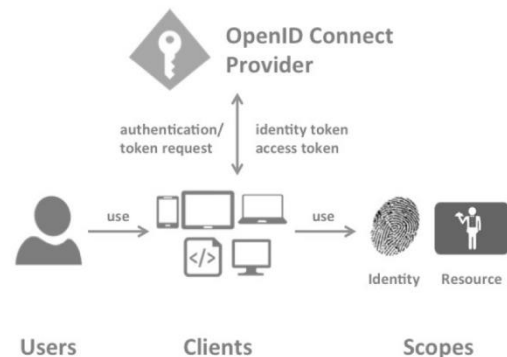 OpenID Connect
Provider
authentication/
token request
identity token
access token
use
</>
use
Identity
Resource
Users
Clients
Scopes